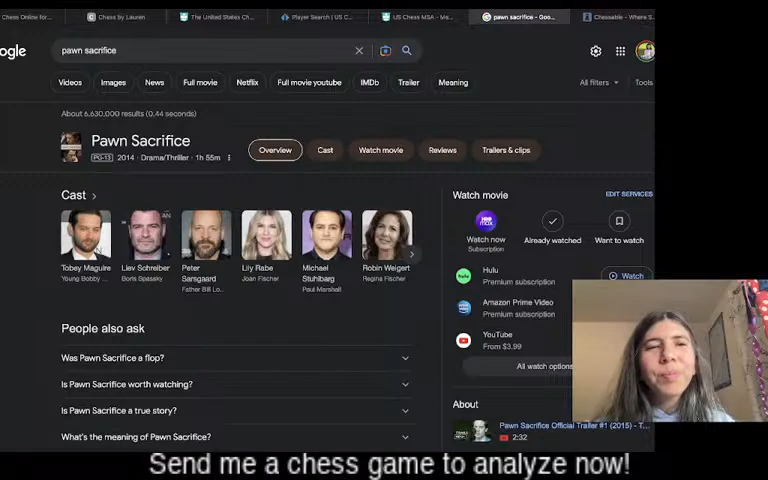 Chess Online for...
Chess by Lauren
The United States Ch...
Player Search | US C...
US Chess MSA - Me...
pawn sacrifice - Goo...
Chessable - Where S...
ogle
pawn sacrifice
Videos
Images
News
Full movie
Netflix
Full movie youtube
IMDb
Trailer
Meaning
All filters
Tools
About 6,630,000 results (0.44 seconds)
Pawn Sacrifice
PG-13 2014 · Drama/Thriller · 1h 55m
Overview
Cast
Watch movie
Reviews
Trailers & clips
Cast
Tobey Maguire
Young Bobby ...
Liev Schreiber
Boris Spassky
Peter
Sarsgaard
Father Bill Lo...
Lily Rabe
Joan Fischer
Michael
Stuhlbarg
Paul Marshall
Robin Weigert
Regina Fischer
Watch movie
EDIT SERVICES
HBO
max
Watch now
Subscription
Already watched
Want to watch
hulu
Hulu
Premium subscription
Watch
Amazon Prime Video
Premium subscription
YouTube
From $3.99
All watch options
People also ask
Was Pawn Sacrifice a flop?
Is Pawn Sacrifice worth watching?
Is Pawn Sacrifice a true story?
What's the meaning of Pawn Sacrifice?
About
Pawn Sacrifice Official Trailer #1 (2015) - T...
2:32
Send me a chess game to analyze now!